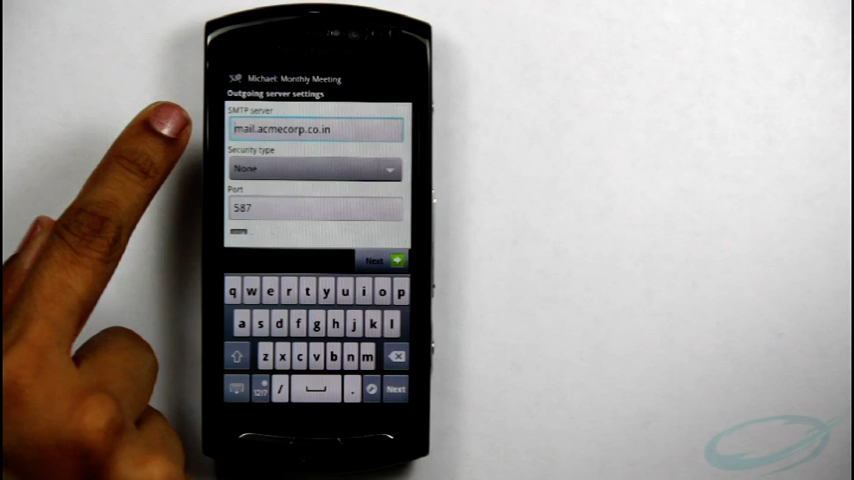 Michael: Monthly Meeting
Outgoing server settings
SMTP server
mail.acmecorp.co.in
Security type
None
Port
587
Next
q w e r t y u i o p
a s d f g h j k l
z x c v b n m
12!? / . Next